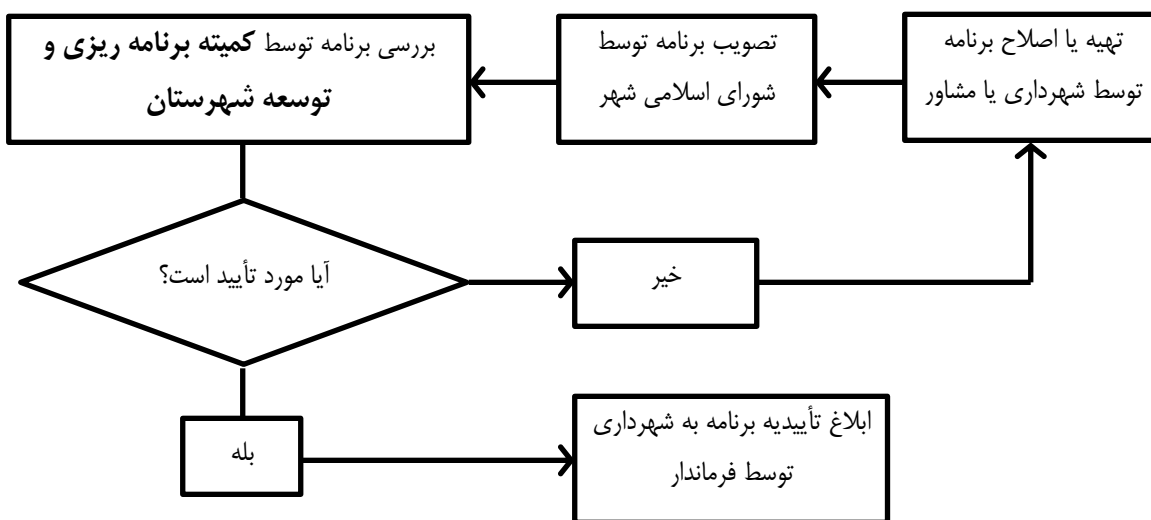 تهیه یا اصلاح برنامه
توسط شهرداری یا مشاور
تصویب برنامه توسط
شورای اسلامی شهر
بررسی برنامه توسط کمیته برنامه ریزی و
توسعه شهرستان
آیا مورد تأیید است؟
خیر
بله
ابلاغ تأییدیه برنامه به شهرداری
توسط فرماندار